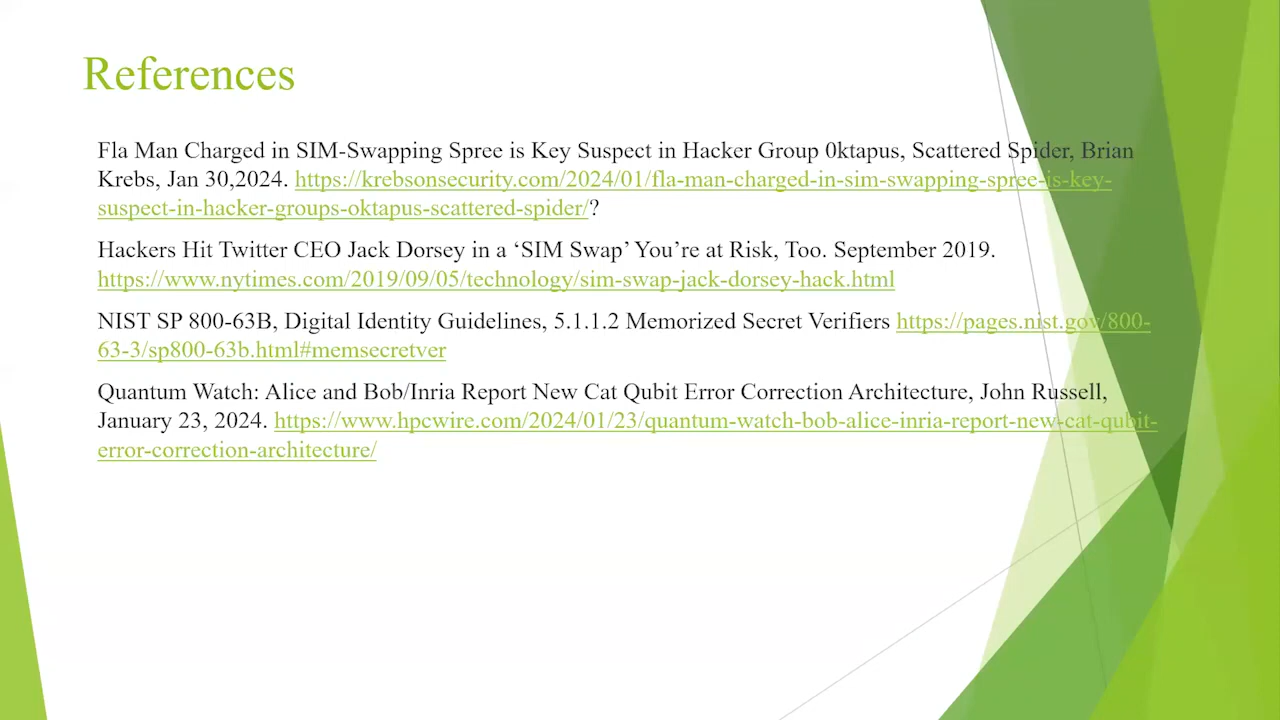 References
Fla Man Charged in SIM-Swapping Spree is Key Suspect in Hacker Group 0ktapus, Scattered Spider, Brian
Krebs, Jan 30,2024. https://krebsonsecurity.com/2024/01/fla-man-charged-in-sim-swapping-spree-is-key-
suspect-in-hacker-groups-oktapus-scattered-spider/?
Hackers Hit Twitter CEO Jack Dorsey in a ‘SIM Swap’ You’re at Risk, Too. September 2019.
https://www.nytimes.com/2019/09/05/technology/sim-swap-jack-dorsey-hack.html
NIST SP 800-63B, Digital Identity Guidelines, 5.1.1.2 Memorized Secret Verifiers https://pages.nist.gov/800-
63-3/sp800-63b.html#memsecretver
Quantum Watch: Alice and Bob/Inria Report New Cat Qubit Error Correction Architecture, John Russell,
January 23, 2024. https://www.hpcwire.com/2024/01/23/quantum-watch-bob-alice-inria-report-new-cat-qubit-
error-correction-architecture/